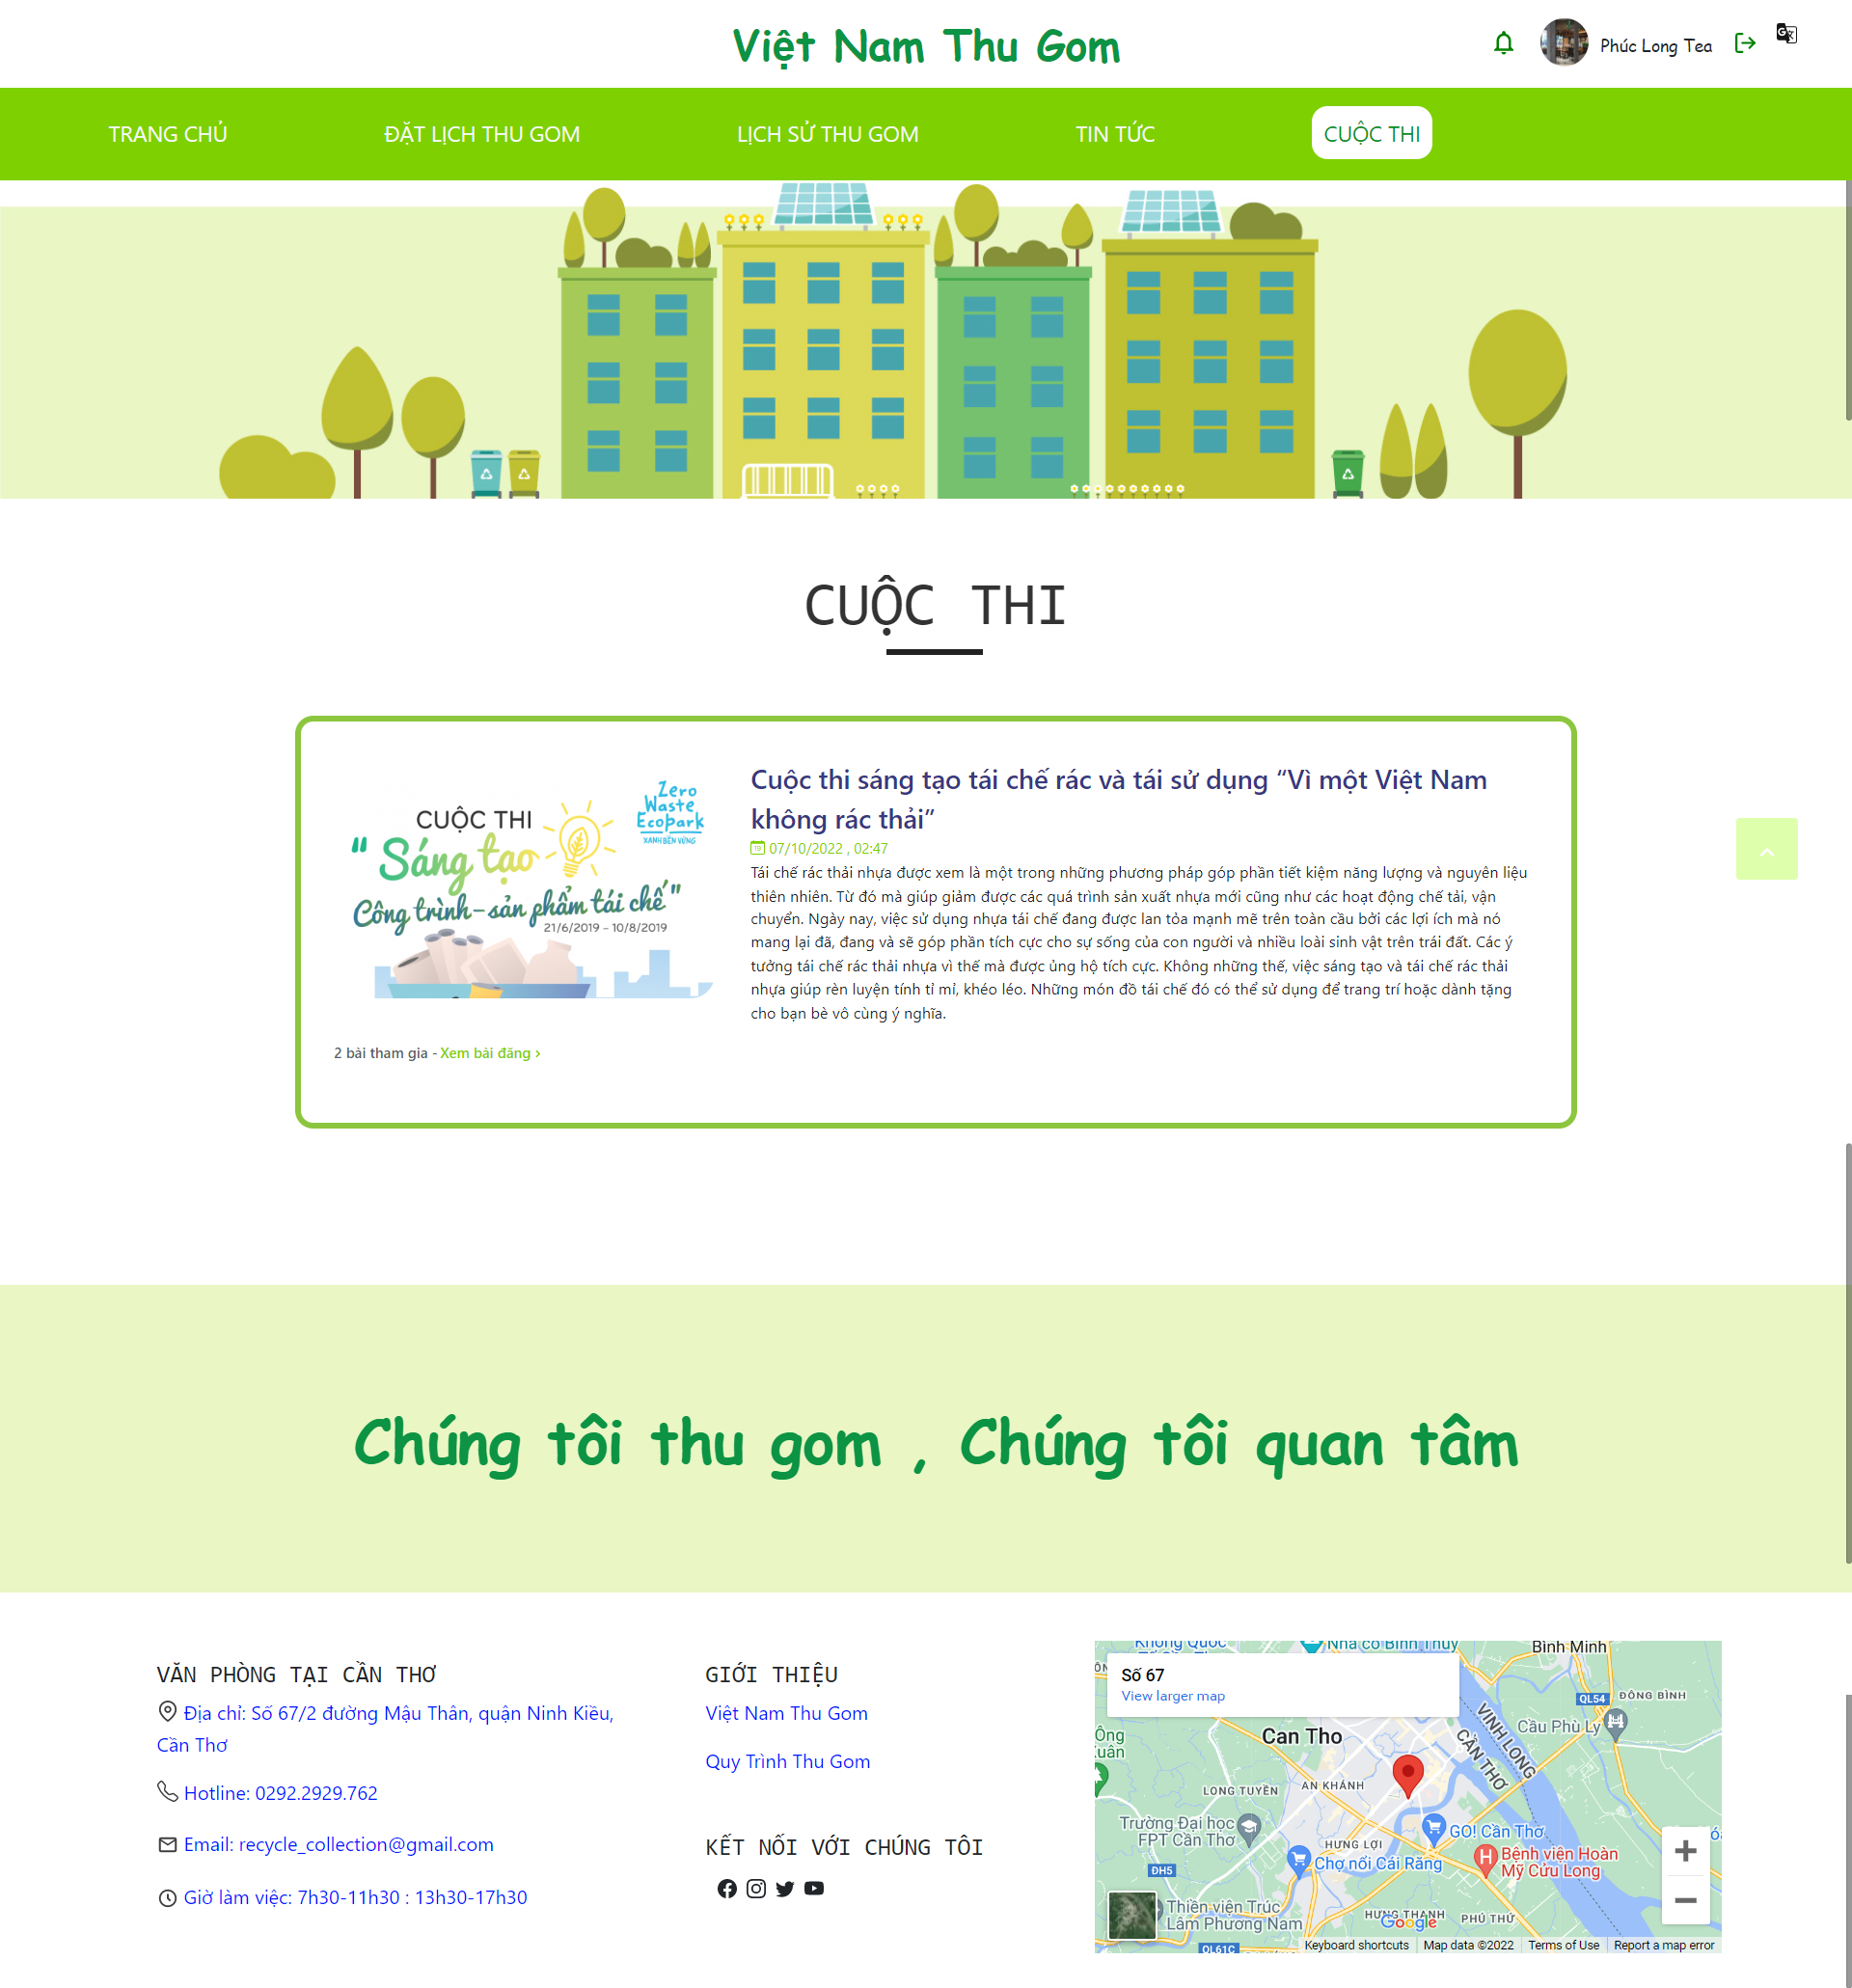 Việt Nam Thu Gom
Phúc Long Tea
TRANG CHỦ
ĐẶT LỊCH THU GOM
LỊCH SỬ THU GOM
TIN TỨC
CUỘC THI
CUỘC THI
CUỘC THI
“ Sáng tạo
Công trình – sản phẩm tái chế ”
21/6/2019 – 10/8/2019
Zero
Waste
Ecopark
XANH BỀN VỮNG
Cuộc thi sáng tạo tái chế rác và tái sử dụng “Vì một Việt Nam
không rác thải”
07/10/2022 , 02:47
Tái chế rác thải nhựa được xem là một trong những phương pháp góp phần tiết kiệm năng lượng và nguyên liệu
thiên nhiên. Từ đó mà giúp giảm được các quá trình sản xuất nhựa mới cũng như các hoạt động chế tải, vận
chuyển. Ngày nay, việc sử dụng nhựa tái chế đang được lan tỏa mạnh mẽ trên toàn cầu bởi các lợi ích mà nó
mang lại đã, đang và sẽ góp phần tích cực cho sự sống của con người và nhiều loài sinh vật trên trái đất. Các ý
tưởng tái chế rác thải nhựa vì thế mà được ủng hộ tích cực. Không những thế, việc sáng tạo và tái chế rác thải
nhựa giúp rèn luyện tính tỉ mỉ, khéo léo. Những món đồ tái chế đó có thể sử dụng để trang trí hoặc dành tặng
cho bạn bè vô cùng ý nghĩa.
2 bài tham gia - Xem bài đăng ›
Chúng tôi thu gom , Chúng tôi quan tâm
VĂN PHÒNG TẠI CẦN THƠ
Địa chỉ: Số 67/2 đường Mậu Thân, quận Ninh Kiều,
Cần Thơ
Hotline: 0292.2929.762
Email: recycle_collection@gmail.com
Giờ làm việc: 7h30-11h30 : 13h30-17h30
GIỚI THIỆU
Việt Nam Thu Gom
Quy Trình Thu Gom
KẾT NỐI VỚI CHÚNG TÔI
Bình Minh
Số 67
View larger map
QL54
ĐÔNG BÌNH
Cầu Phù Ly
VINH LONG
CẦN THƠ
Can Tho
AN KHÁNH
LONG TUYỀN
Trường Đại học
FPT Cần Thơ
HƯNG LỢI
GO! Cần Thơ
Chợ nổi Cái Răng
Bệnh viện Hoàn
Mỹ Cửu Long
ĐH5
Thiền viện Trúc
Lâm Phương Nam
HƯNG THẠNH
PHÚ THỨ
Google
QL61C
Keyboard shortcuts
Map data ©2022
Terms of Use
Report a map error